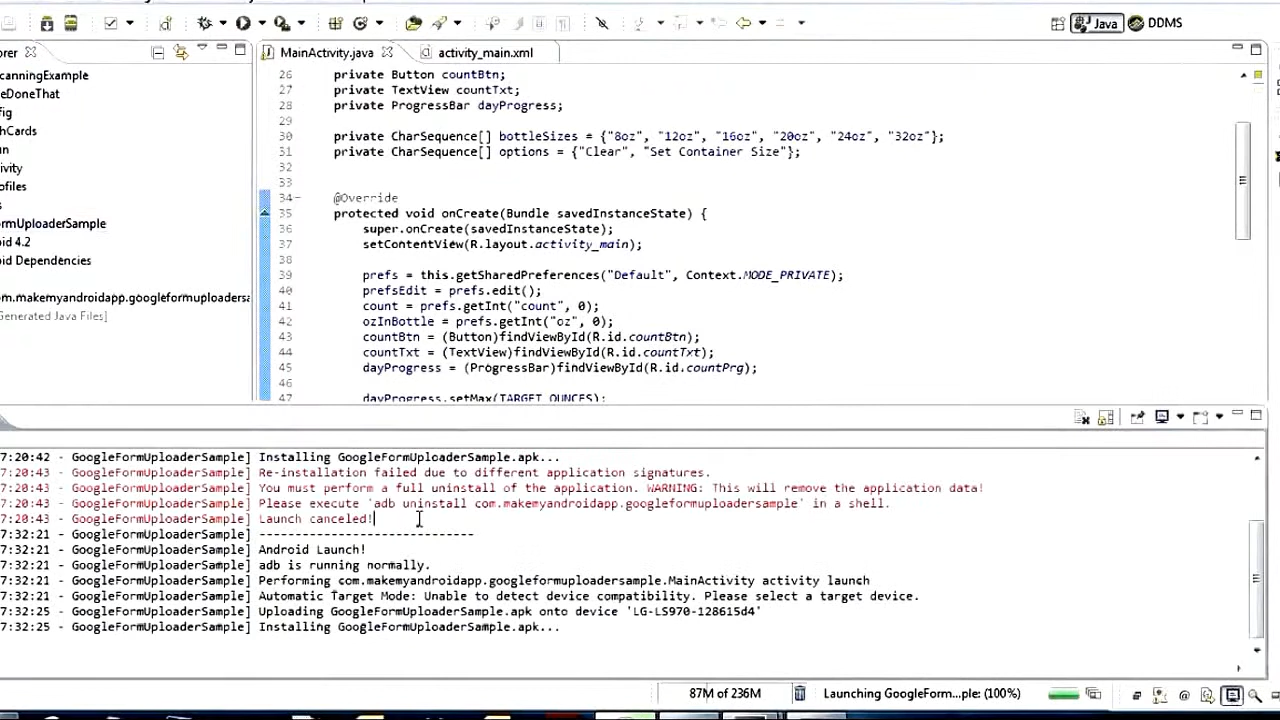 Java
DDMS
orer
MainActivity.java
activity_main.xml
canningExample
eDoneThat
fig
hCards
un
ivity
ofiles
s
rmUploaderSample
oid 4.2
oid Dependencies
m.makemyandroidapp.googleformuploadersa
Generated Java Files]
26 private Button countBtn;
27 private TextView countTxt;
28 private ProgressBar dayProgress;
29
30 private CharSequence[] bottleSizes = {"8oz", "12oz", "16oz", "20oz", "24oz", "32oz"};
31 private CharSequence[] options = {"Clear", "Set Container Size"};
32
33
34 @Override
35 protected void onCreate(Bundle savedInstanceState) {
36 super.onCreate(savedInstanceState);
37 setContentView(R.layout.activity_main);
38
39 prefs = this.getSharedPreferences("Default", Context.MODE_PRIVATE);
40 prefsEdit = prefs.edit();
41 count = prefs.getInt("count", 0);
42 ozInBottle = prefs.getInt("oz", 0);
43 countBtn = (Button)findViewById(R.id.countBtn);
44 countTxt = (TextView)findViewById(R.id.countTxt);
45 dayProgress = (ProgressBar)findViewById(R.id.countPrg);
46
47 dayProgress.setMax(TARGET_OUNCES);
7:20:42 - GoogleFormUploaderSample] Installing GoogleFormUploaderSample.apk...
7:20:43 - GoogleFormUploaderSample] Re-installation failed due to different application signatures.
7:20:43 - GoogleFormUploaderSample] You must perform a full uninstall of the application. WARNING: This will remove the application data!
7:20:43 - GoogleFormUploaderSample] Please execute 'adb uninstall com.makemyandroidapp.googleformuploadersample' in a shell.
7:20:43 - GoogleFormUploaderSample] Launch canceled!
7:32:21 - GoogleFormUploaderSample] ------------------------------
7:32:21 - GoogleFormUploaderSample] Android Launch!
7:32:21 - GoogleFormUploaderSample] adb is running normally.
7:32:21 - GoogleFormUploaderSample] Performing com.makemyandroidapp.googleformuploadersample.MainActivity activity launch
7:32:21 - GoogleFormUploaderSample] Automatic Target Mode: Unable to detect device compatibility. Please select a target device.
7:32:25 - GoogleFormUploaderSample] Uploading GoogleFormUploaderSample.apk onto device 'LG-LS970-128615d4'
7:32:25 - GoogleFormUploaderSample] Installing GoogleFormUploaderSample.apk...
87M of 236M
Launching GoogleForm...ple: (100%)